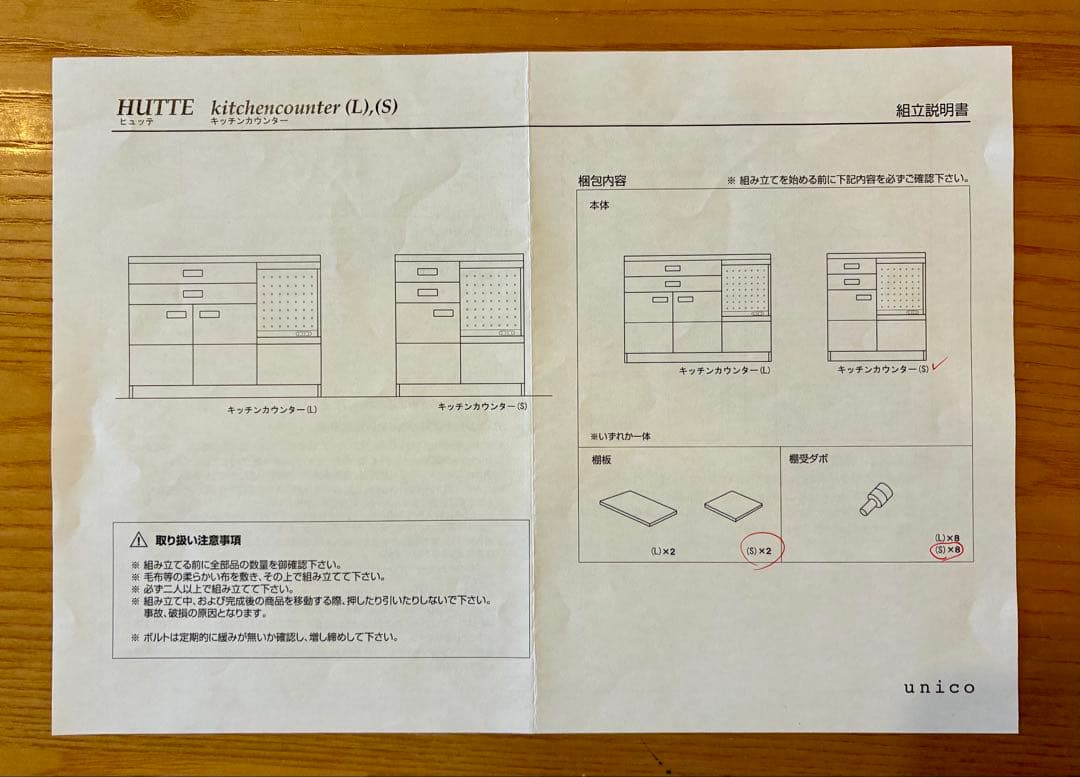 HUTTE kitchencounter (L),(S)
ヒュッテ キッチンカウンター
キッチンカウンター(L)
キッチンカウンター(S)
取り扱い注意事項
※ 組み立てる前に全部品の数量を御確認下さい。
※ 毛布等の柔らかい布を敷き、その上で組み立てて下さい。
※ 必ず二人以上で組み立てて下さい。
※ 組み立て中、および完成後の商品を移動する際、押したり引いたりしないで下さい。
事故、破損の原因となります。
※ ボルトは定期的に緩みが無いか確認し、増し締めして下さい。
組立説明書
梱包内容 ※ 組み立てを始める前に下記内容を必ずご確認下さい。
本体
キッチンカウンター(L)
キッチンカウンター(S)
※いずれか一体
棚板
(L)×2
(S)×2
棚受ダボ
(L)×8
(S)×8
unico